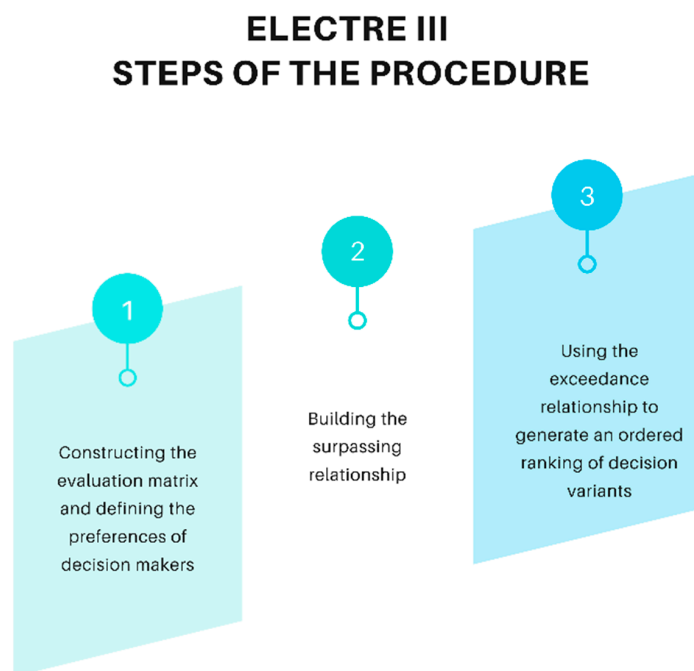 ELECTRE III
STEPS OF THE PROCEDURE
1
Constructing the
evaluation matrix
and defining the
preferences of
decision makers
2
Building the
surpassing
relationship
3
Using the
exceedance
relationship to
generate an ordered
ranking of decision
variants